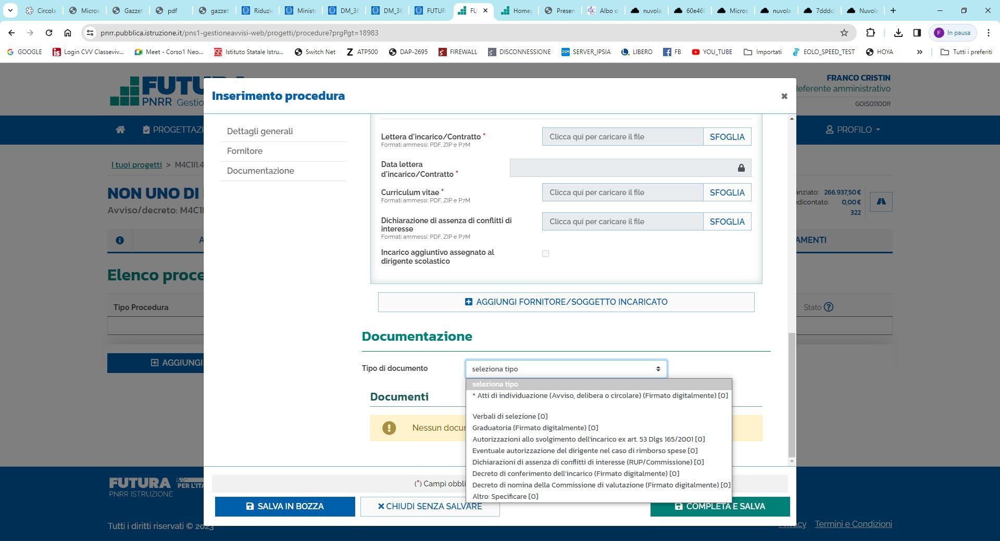 Circola
Micros
Gazzet
pdf
gazzet
Riduzio
Ministe
DM_36
DM_36
FUTUR
FU
Homep
Presen
Albo o
nuvola
60e469
Micros
nuvola
7dddc
Nuvola
pnrr.pubblica.istruzione.it/pns1-gestioneavvisi-web/progetti/procedure?prgPgt=18983
F In pausa
GOOGLE
Login CVV Classeviv...
Meet - Corso1 Neo...
Istituto Statale Istru...
Switch Net
ATP500
DAP-2695
FIREWALL
DISCONNESSIONE
SERVER_IPSIA
LIBERO
FB
YOU_TUBE
Importati
EOLO_SPEED_TEST
HOYA
»
Tutti i preferiti
PNRR Gestio
FRANCO CRISTIN
Referente amministrativo
GOIS01100R
PROGETTAZI
PROFILO
I tuoi progetti > M4C1I1.4
NON UNO DI
Avviso/decreto: M4C1I
anziato: 266.937,50 €
ndicontato: 0,00 €
322
AMENTI
Elenco proce
Tipo Procedura
Stato
AGGIUNGI
Inserimento procedura
Dettagli generali
Fornitore
Documentazione
Lettera d'incarico/Contratto *
Formati ammessi: PDF, ZIP e P7M
Clicca qui per caricare il file
SFOGLIA
Data lettera
d'incarico/Contratto *
Curriculum vitae *
Formati ammessi: PDF, ZIP e P7M
Clicca qui per caricare il file
SFOGLIA
Dichiarazione di assenza di conflitti di
interesse
Formati ammessi: PDF, ZIP e P7M
Clicca qui per caricare il file
SFOGLIA
Incarico aggiuntivo assegnato al
dirigente scolastico
AGGIUNGI FORNITORE/SOGGETTO INCARICATO
Documentazione
Tipo di documento
seleziona tipo
seleziona tipo
* Atti di individuazione (Avviso, delibera o circolare) (Firmato digitalmente) [0]
Verbali di selezione [0]
Graduatoria (Firmato digitalmente) [0]
Autorizzazioni allo svolgimento dell'incarico ex art. 53 Dlgs 165/2001 [0]
Eventuale autorizzazione del dirigente nel caso di rimborso spese [0]
Dichiarazioni di assenza di conflitti di interesse (RUP/Commissione) [0]
Decreto di conferimento dell'incarico (Firmato digitalmente) [0]
Decreto di nomina della Commissione di valutazione (Firmato digitalmente) [0]
Altro: Specificare [0]
Documenti
Nessun docu
(*) Campi obbli
SALVA IN BOZZA
CHIUDI SENZA SALVARE
COMPLETA E SALVA
FUTURA
PNRR ISTRUZIONE
PER L'ITA
Tutti i diritti riservati © 2023
Privacy
Termini e Condizioni